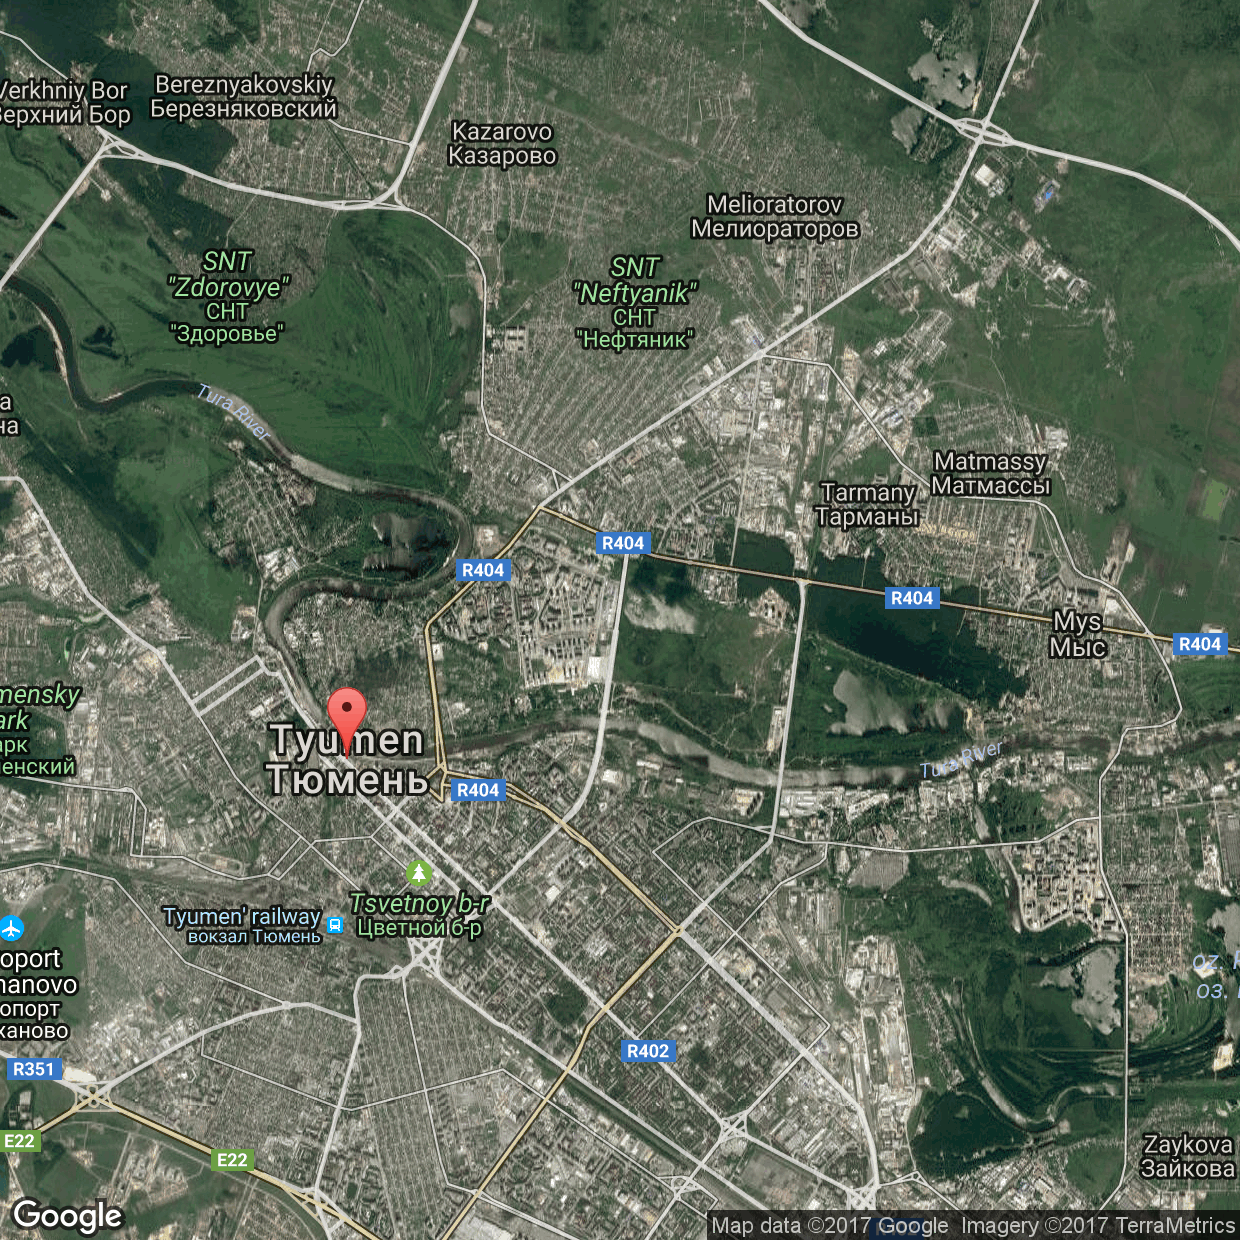 Verkhniy Bor
Верхний Бор
Bereznyakovskiy
Березняковский
Kazarovo
Казарово
Melioratorov
Мелиораторов
SNT
"Zdorovye"
СНТ
"Здоровье"
SNT
"Neftyanik"
СНТ
"Нефтяник"
Tura River
Matmassy
Матмассы
Tarmany
Тарманы
R404
R404
R404
R404
Mys
Мыс
Tyumen
Тюмень
R404
Tura River
Tsvetnoy b-r
Цветной б-р
Tyumen' railway
вокзал Тюмень
R351
R402
E22
E22
Zaykova
Зайкова
Google
Map data ©2017 Google Imagery ©2017 TerraMetrics